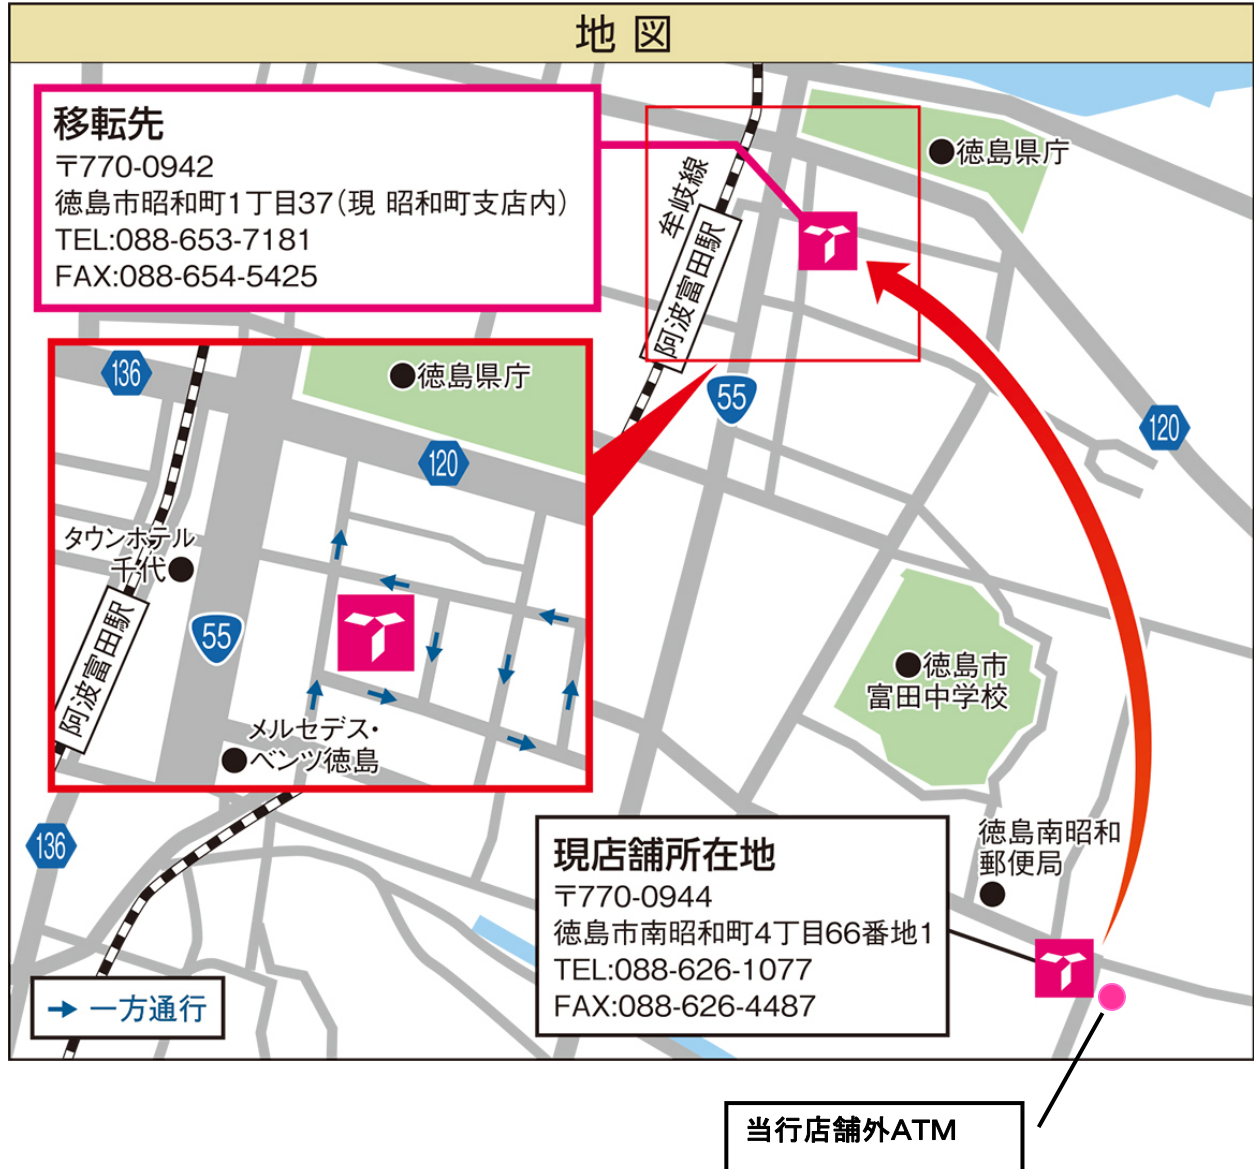 地 図
移転先
〒770-0942
徳島市昭和町1丁目37(現 昭和町支店内)
TEL:088-653-7181
FAX:088-654-5425
牟岐線
阿波富田駅
徳島県庁
55
120
136
徳島県庁
120
タウンホテル
千代
阿波富田駅
55
メルセデス・
ベンツ徳島
136
徳島市
富田中学校
徳島南昭和
郵便局
現店舗所在地
〒770-0944
徳島市南昭和町4丁目66番地1
TEL:088-626-1077
FAX:088-626-4487
一方通行
当行店舗外ATM